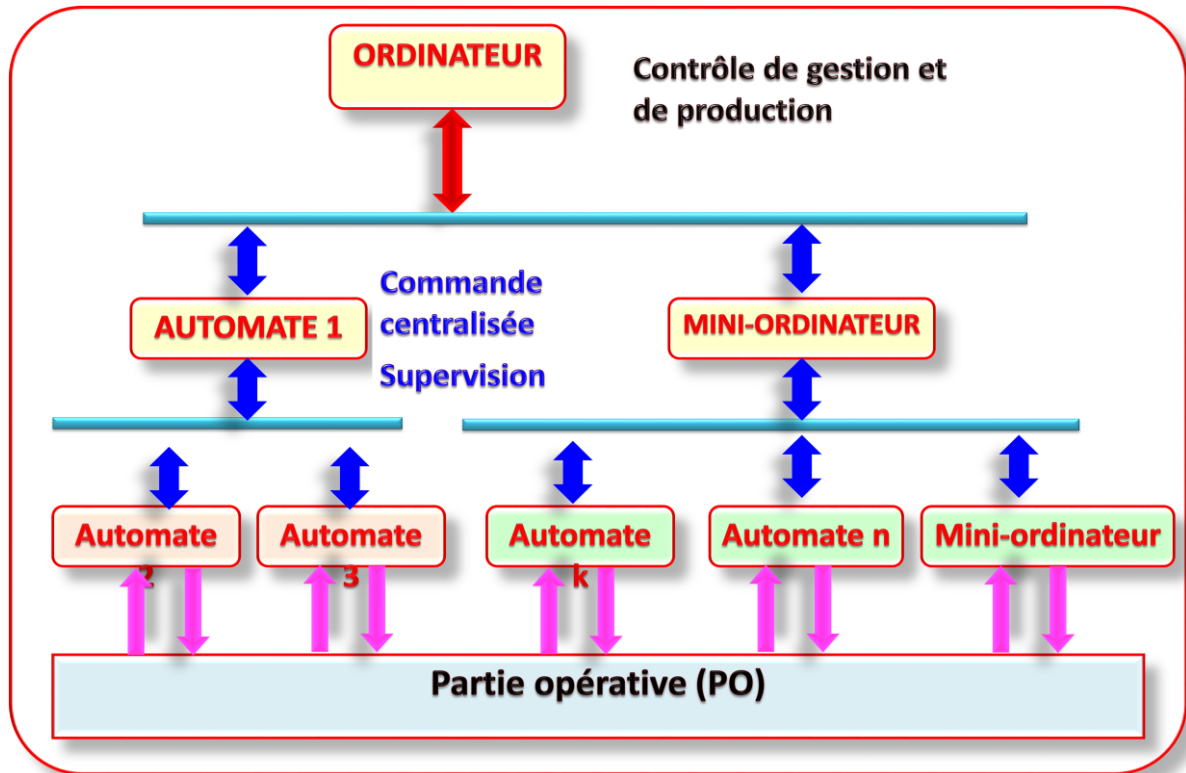 ORDINATEUR
Contrôle de gestion et
de production
Commande
centralisée
AUTOMATE 1
MINI-ORDINATEUR
Supervision
Automate
2
Automate
3
Automate
k
Automate n
Mini-ordinateur
Partie opérative (PO)